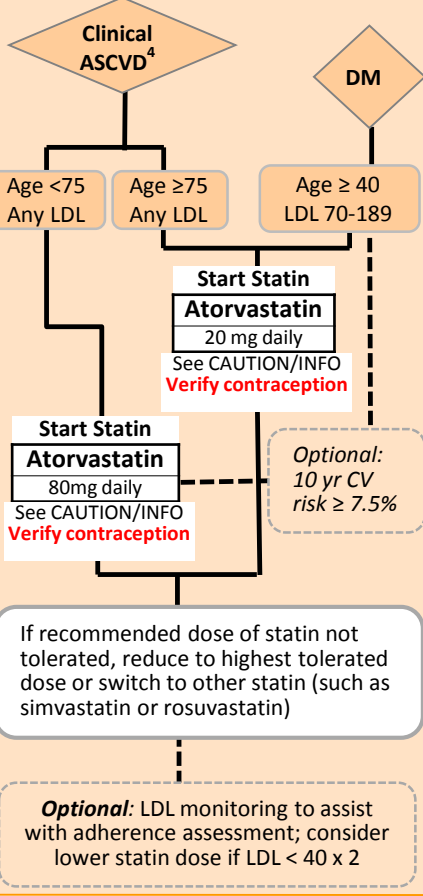 Clinical
ASCVD4
DM
Age <75
Any LDL
Age ≥75
Any LDL
Age ≥ 40
LDL 70-189
Start Statin
Atorvastatin
20 mg daily
See CAUTION/INFO
Verify contraception
Start Statin
Atorvastatin
80mg daily
See CAUTION/INFO
Verify contraception
Optional:
10 yr CV
risk ≥ 7.5%
If recommended dose of statin not
tolerated, reduce to highest tolerated
dose or switch to other statin (such as
simvastatin or rosuvastatin)
Optional: LDL monitoring to assist
with adherence assessment; consider
lower statin dose if LDL < 40 x 2